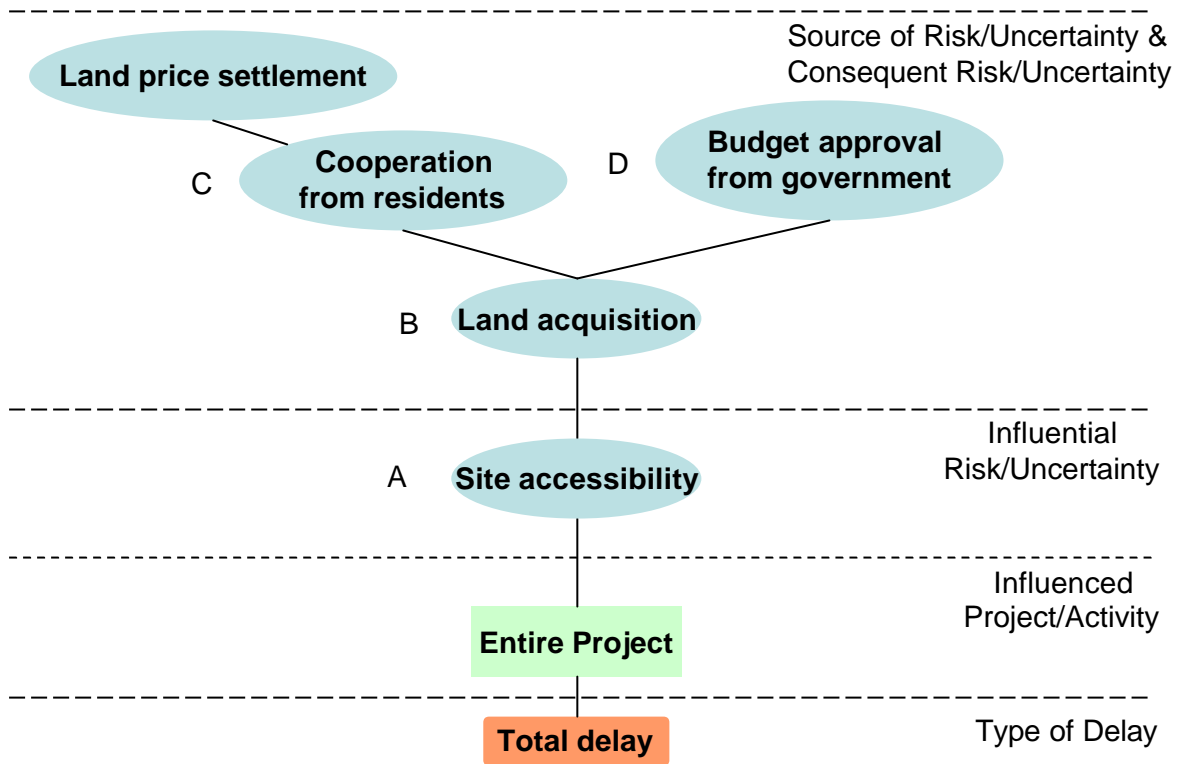 Source of Risk/Uncertainty &
Consequent Risk/Uncertainty
Land price settlement
C
Cooperation
from residents
D
Budget approval
from government
B
Land acquisition
Influential
Risk/Uncertainty
A
Site accessibility
Influenced
Project/Activity
Entire Project
Type of Delay
Total delay